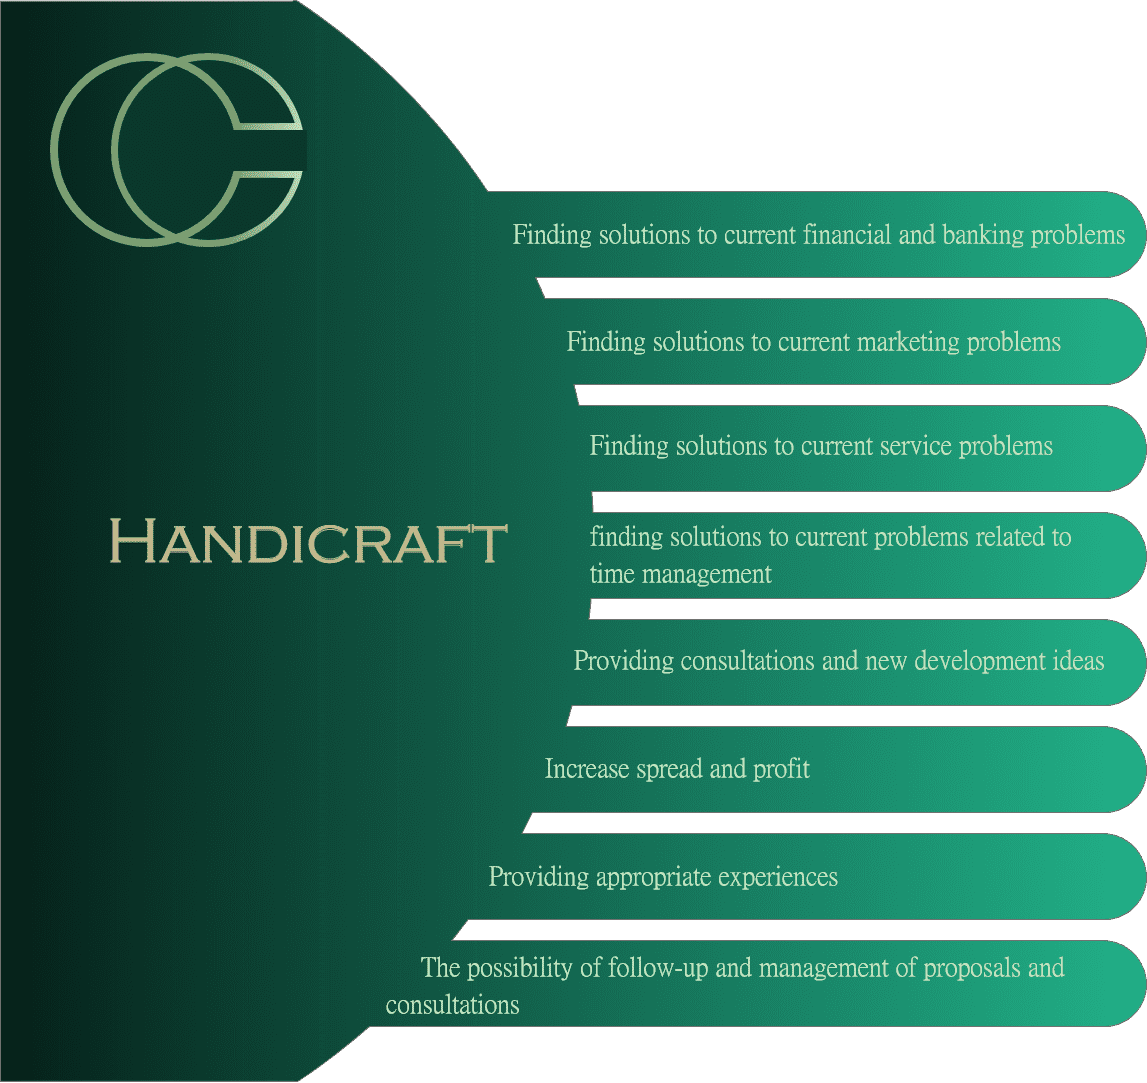 Finding solutions to current financial and banking problems
Finding solutions to current marketing problems
Finding solutions to current service problems
HANDICRAFT
finding solutions to current problems related to
time management
Providing consultations and new development ideas
Increase spread and profit
Providing appropriate experiences
The possibility of follow-up and management of proposals and
consultations